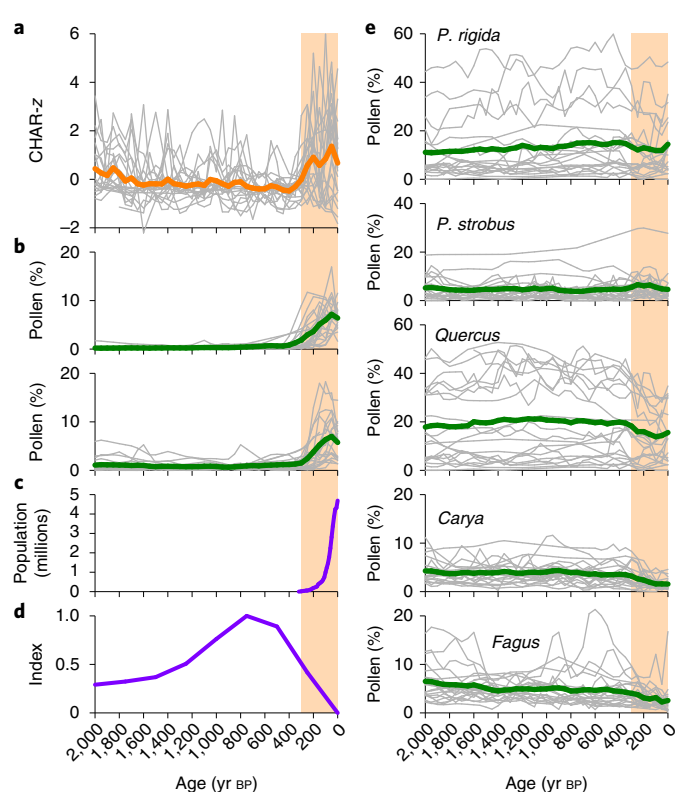 a
6
4
2
0
−2
CHAR-z
b
20
10
0
Pollen (%)
20
10
0
Pollen (%)
c
5
4
3
2
1
0
Population
(millions)
d
1.0
0.5
0
Index
2,000
1,800
1,600
1,400
1,200
1,000
800
600
400
200
0
Age (yr BP)
e
P. rigida
60
40
20
0
Pollen (%)
P. strobus
40
20
0
Pollen (%)
Quercus
60
40
20
0
Pollen (%)
Carya
20
10
0
Pollen (%)
Fagus
20
15
10
5
0
Pollen (%)
2,000
1,800
1,600
1,400
1,200
1,000
800
600
400
200
0
Age (yr BP)